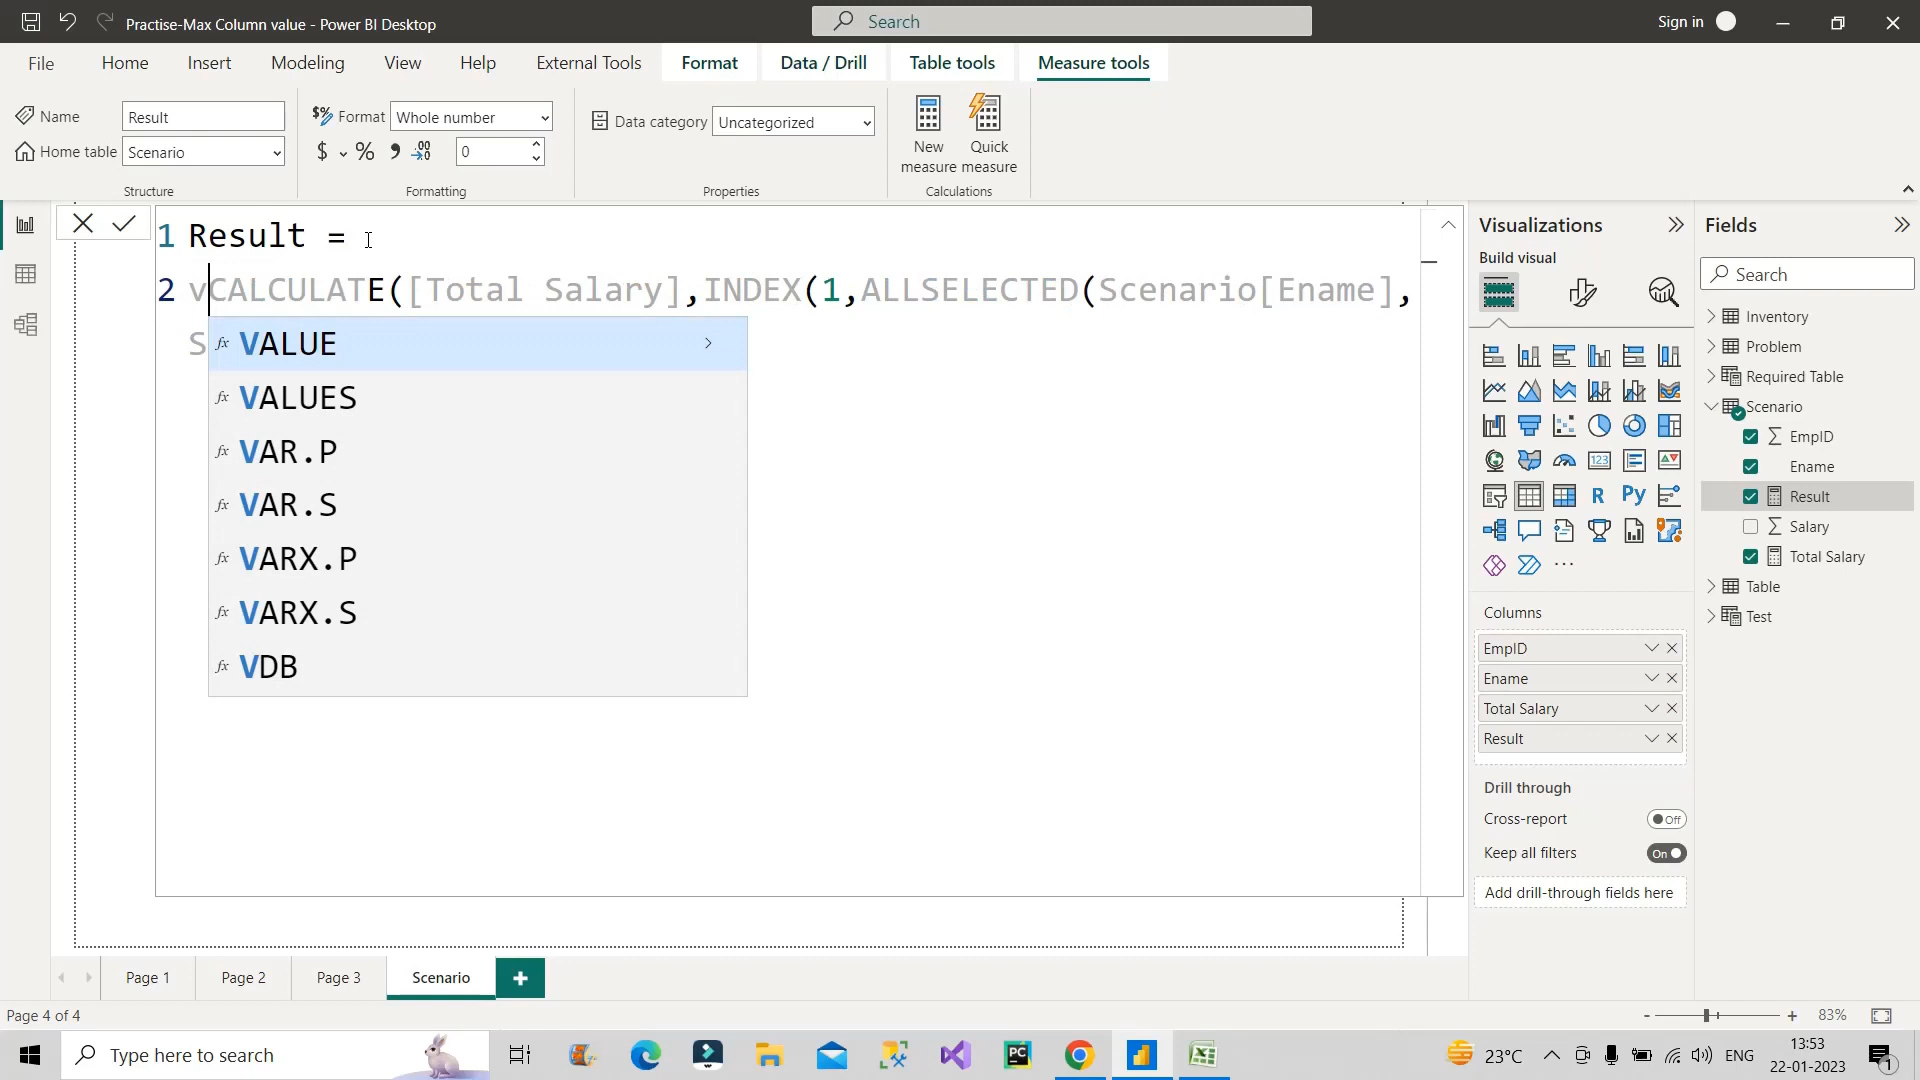 Practise-Max Column value - Power BI Desktop
Search
Sign in
File Home Insert Modeling View Help External Tools Format Data / Drill Table tools Measure tools
Name Result
Home table Scenario
Structure
Format Whole number
$ % 0
Formatting
Data category Uncategorized
Properties
New measure
Quick measure
Calculations
1 Result =
2 vCALCULATE([Total Salary],INDEX(1,ALLSELECTED(Scenario[Ename],
S
VALUE
VALUES
VAR.P
VAR.S
VARX.P
VARX.S
VDB
Visualizations
Build visual
123
R
Py
Columns
EmpID
Ename
Total Salary
Result
Drill through
Cross-report Off
Keep all filters On
Add drill-through fields here
Fields
Search
Inventory
Problem
Required Table
Scenario
EmpID
Ename
Result
Salary
Total Salary
Table
Test
Page 1 Page 2 Page 3 Scenario +
Page 4 of 4
- + 83%
Type here to search
PC
23°C
ENG
13:53
22-01-2023
1